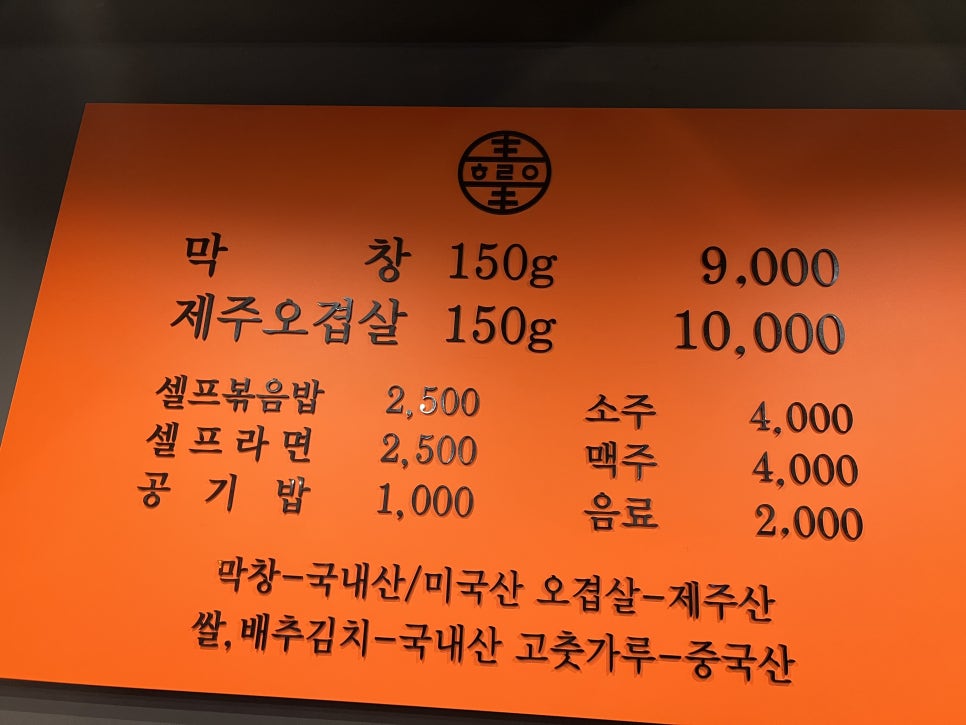 흐름
막 창 150g 9,000
제주오겹살 150g 10,000
셀프볶음밥 2,500
셀프라면 2,500
공기밥 1,000
소주 4,000
맥주 4,000
음료 2,000
막창-국내산/미국산 오겹살-제주산
쌀,배추김치-국내산 고춧가루-중국산